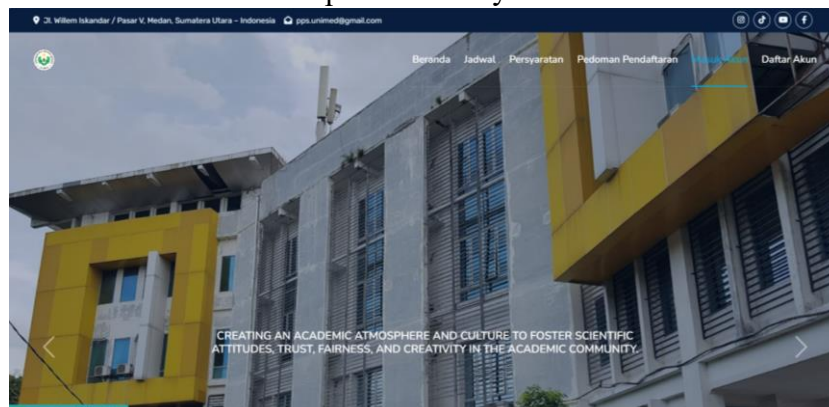 Jl. Willem Iskandar / Pasar V, Medan, Sumatera Utara – Indonesia pps.unimed@gmail.com
Beranda Jadwal Persyaratan Pedoman Pendaftaran Daftar Akun
CREATING AN ACADEMIC ATMOSPHERE AND CULTURE TO FOSTER SCIENTIFIC
ATTITUDES, TRUST, FAIRNESS, AND CREATIVITY IN THE ACADEMIC COMMUNITY.